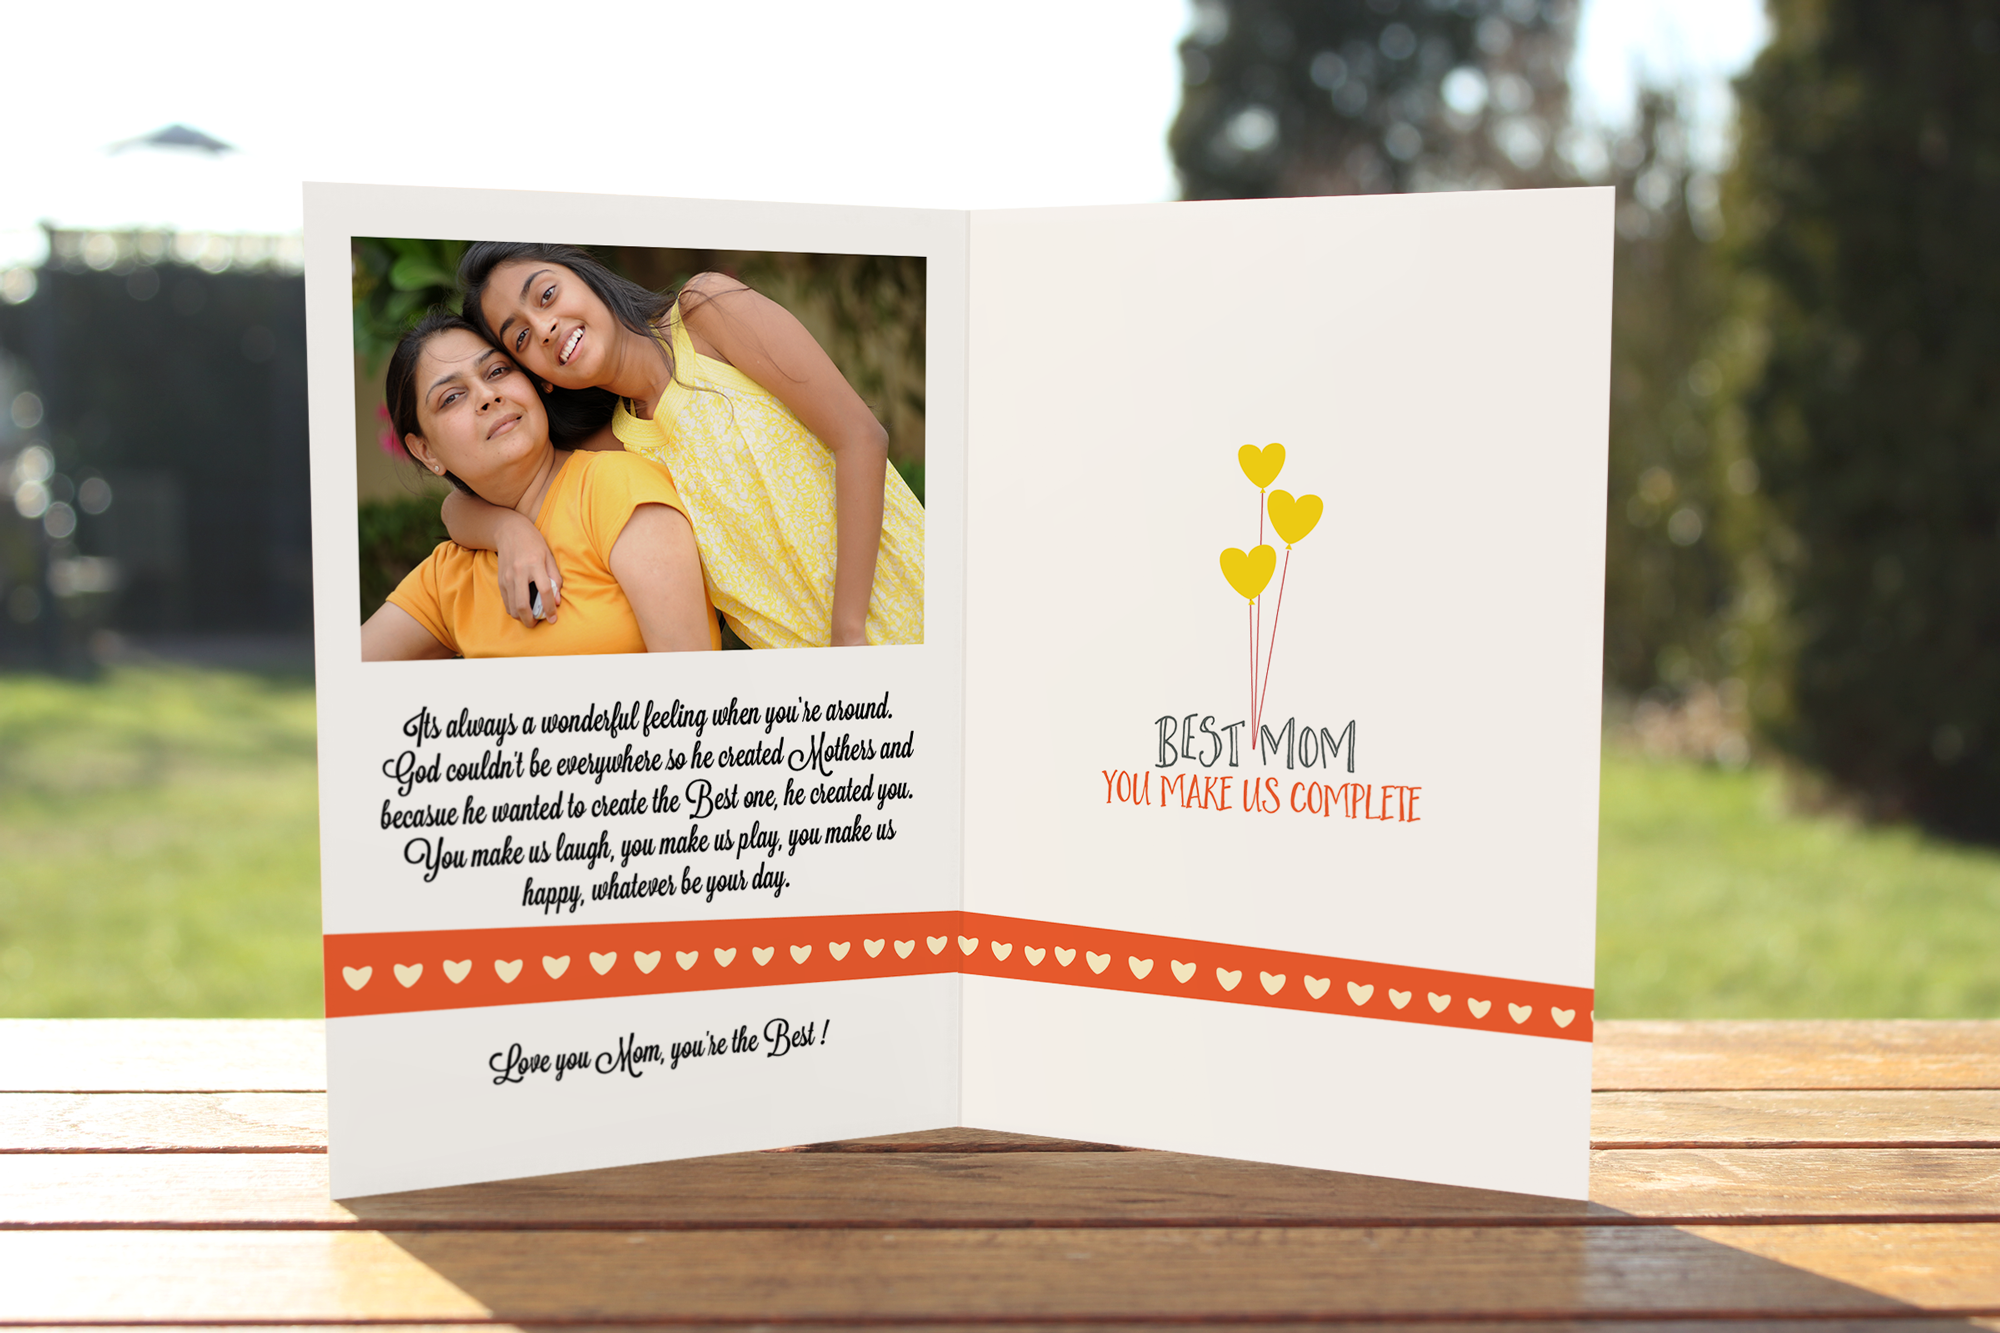 Its always a wonderful feeling when you're around.
God couldn't be everywhere so he created Mothers and
becasue he wanted to create the Best one, he created you.
You make us laugh, you make us play, you make us
happy, whatever be your day.
Love you Mom, you're the Best !
BEST MOM
YOU MAKE US COMPLETE